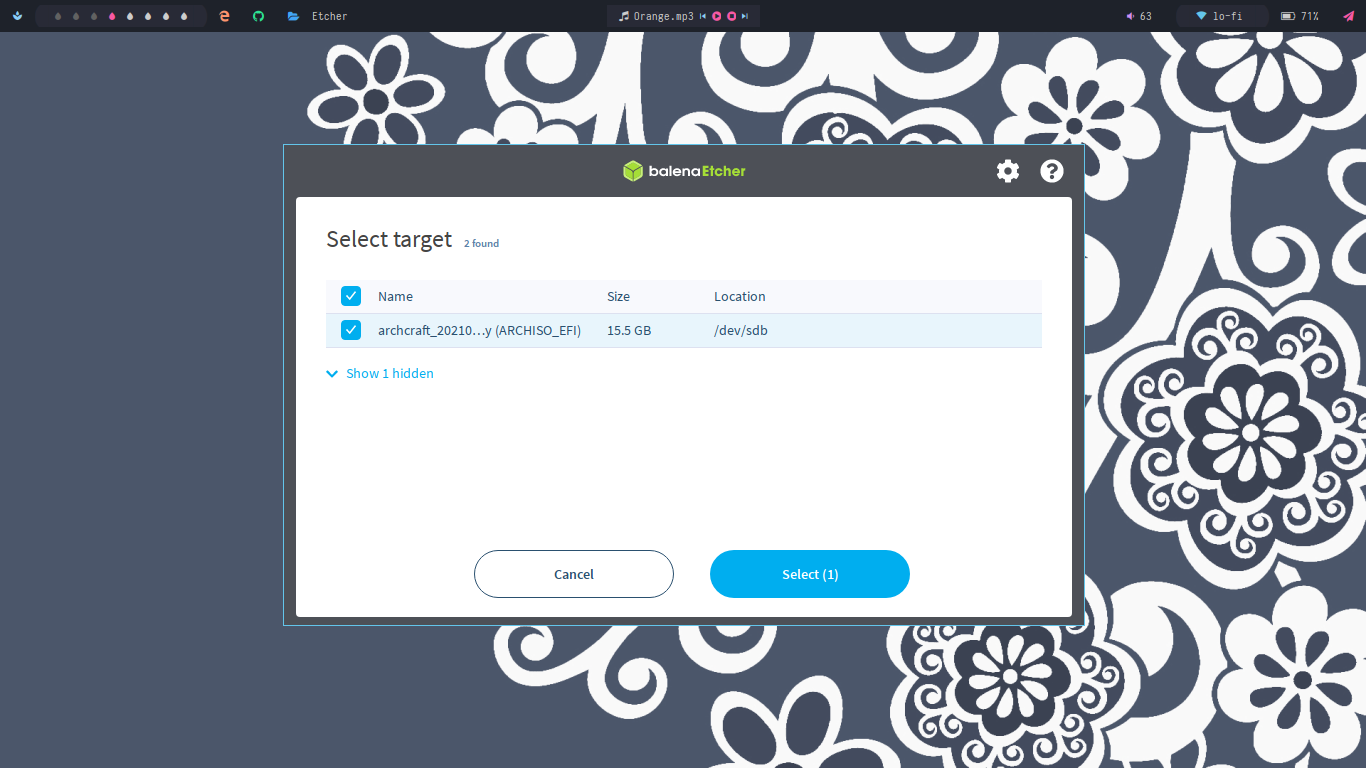 Etcher
Orange.mp3
63
lo-fi
71%
balenaEtcher
Select target 2 found
Name Size Location
archcraft_20210…y (ARCHISO_EFI) 15.5 GB /dev/sdb
Show 1 hidden
Cancel Select (1)